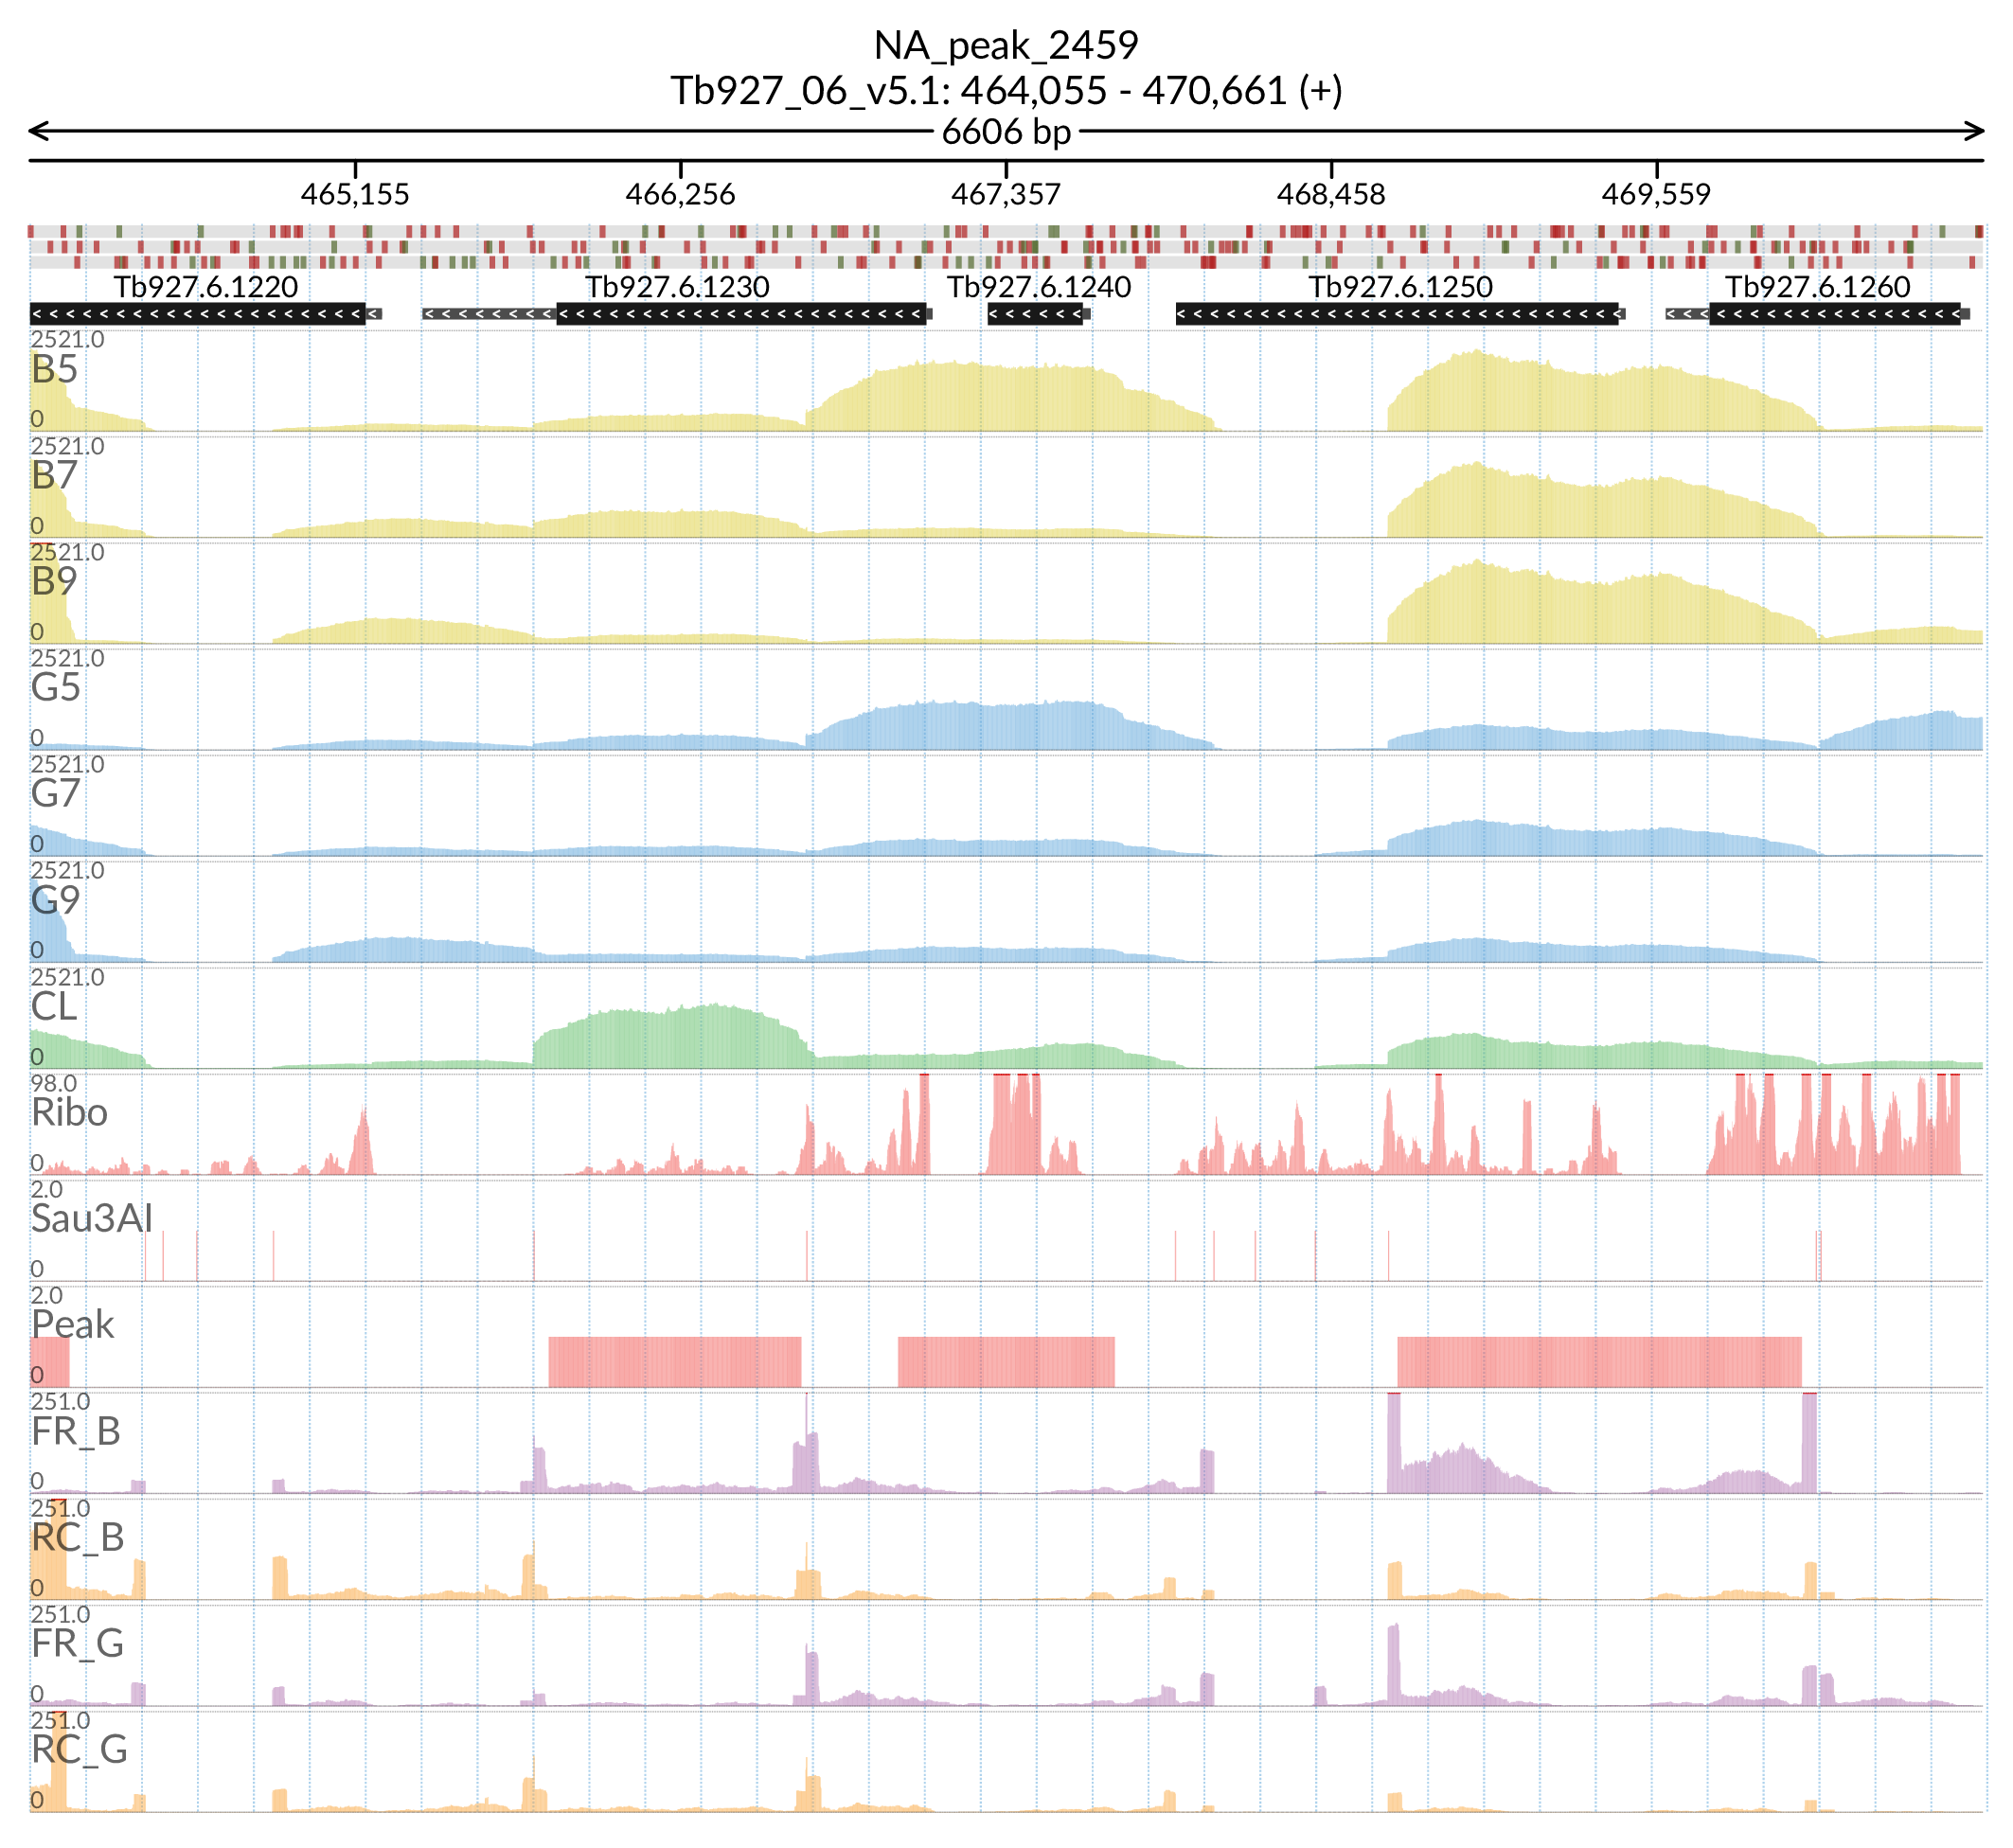 NA_peak_2459
Tb927_06_v5.1: 464,055 - 470,661 (+)
6606 bp
465,155 466,256 467,357 468,458 469,559
Tb927.6.1220 Tb927.6.1230 Tb927.6.1240 Tb927.6.1250 Tb927.6.1260
2521.0
B5
0
2521.0
B7
0
2521.0
B9
0
2521.0
G5
0
2521.0
G7
0
2521.0
G9
0
2521.0
CL
0
98.0
Ribo
0
2.0
Sau3AI
0
2.0
Peak
0
251.0
FR_B
0
251.0
RC_B
0
251.0
FR_G
0
251.0
RC_G
0